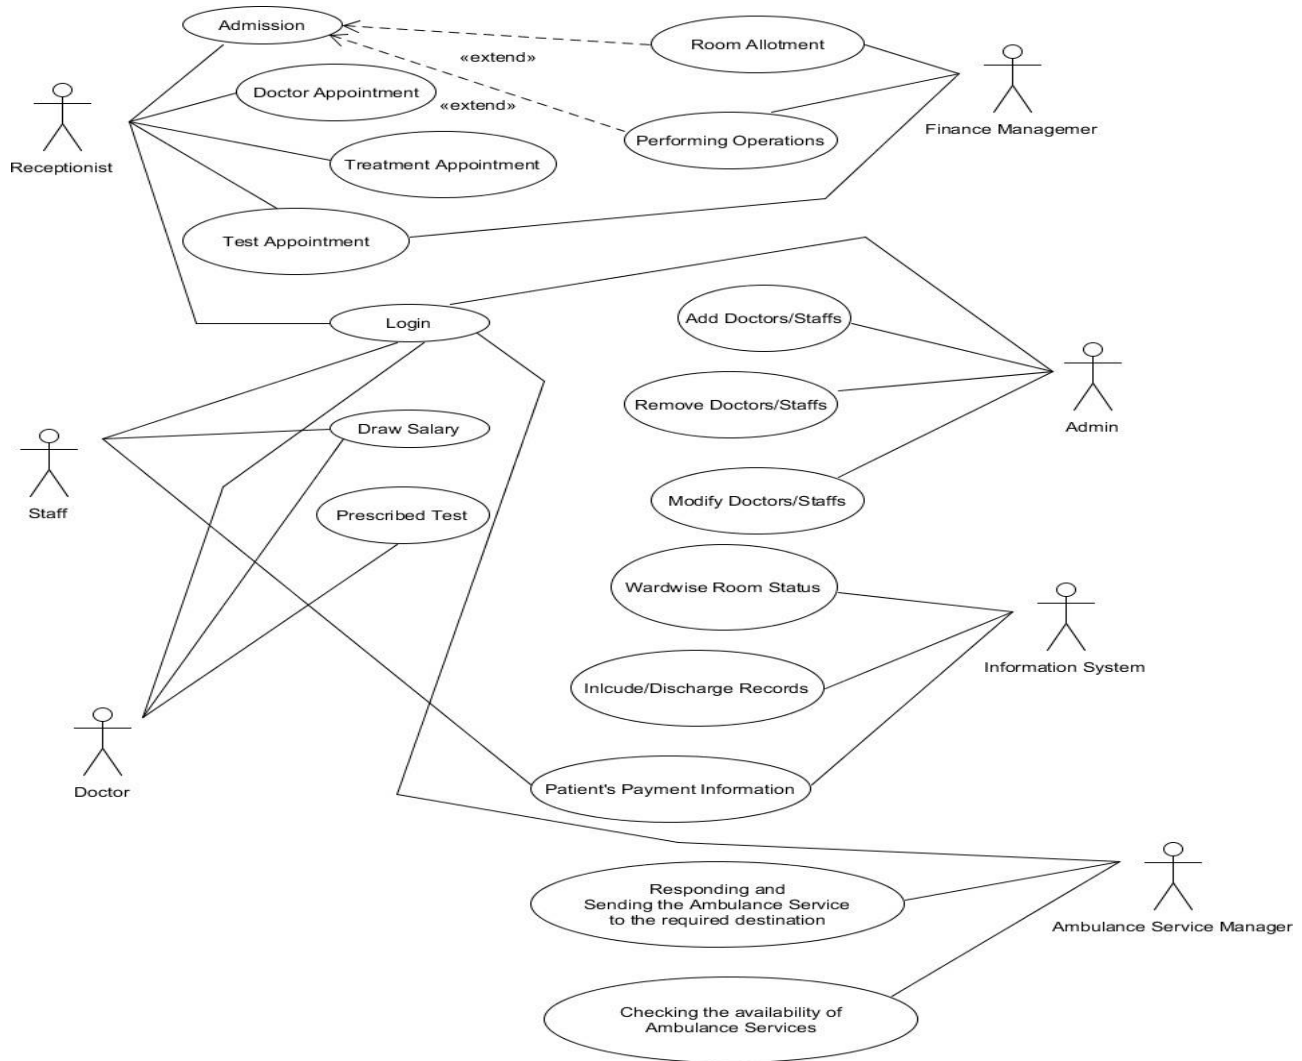 Admission
Room Allotment
«extend»
Doctor Appointment
«extend»
Finance Managemer
Performing Operations
Receptionist
Treatment Appointment
Test Appointment
Login
Add Doctors/Staffs
Remove Doctors/Staffs
Admin
Draw Salary
Modify Doctors/Staffs
Staff
Prescribed Test
Wardwise Room Status
Information System
Inlcude/Discharge Records
Doctor
Patient's Payment Information
Responding and
Sending the Ambulance Service
to the required destination
Ambulance Service Manager
Checking the availability of
Ambulance Services